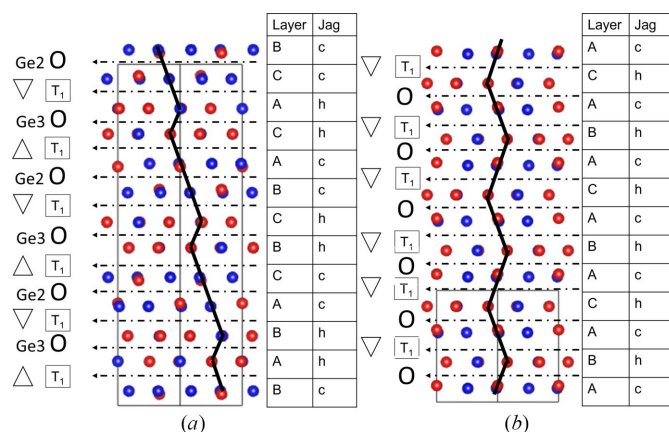 Ge2 O
T₁
Ge3 O
T₁
Ge2 O
T₁
Ge3 O
T₁
Ge2 O
T₁
Ge3 O
T₁
Layer Jag
B c
C c
A h
C h
A c
B c
C h
B h
C c
A c
B h
A h
B c
(a)
T₁
O
T₁
O
T₁
O
T₁
O
T₁
O
T₁
O
Layer Jag
A c
C h
A c
B h
A c
C h
A c
B h
A c
C h
A c
B h
A c
(b)